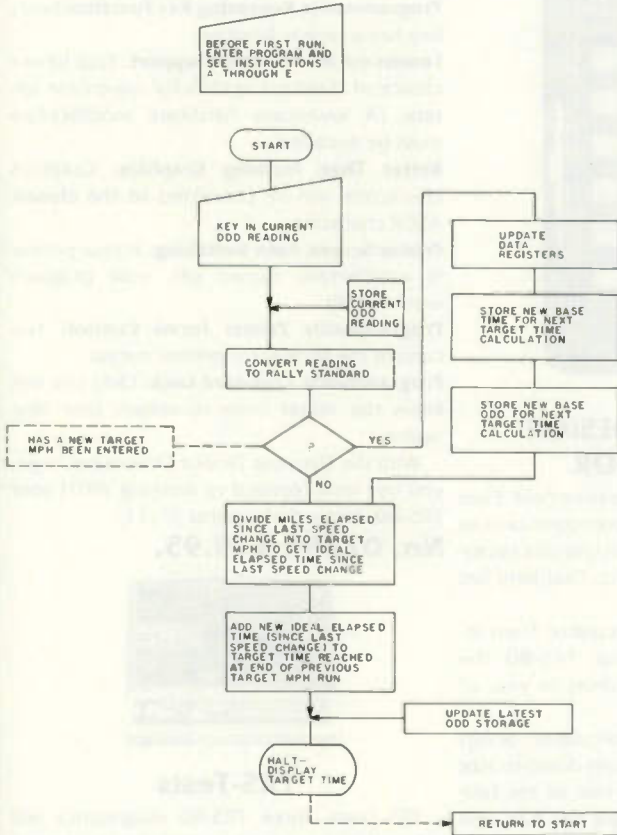 BEFORE FIRST RUN,
ENTER PROGRAM AND
SEE INSTRUCTIONS
A THROUGH E
START
KEY IN CURRENT
ODO READING
STORE
CURRENT
ODO
READING
CONVERT READING
TO RALLY STANDARD
HAS A NEW TARGET
MPH BEEN ENTERED
?
YES
NO
UPDATE
DATA
REGISTERS
STORE NEW BASE
TIME FOR NEXT
TARGET TIME
CALCULATION
STORE NEW BASE
ODO FOR NEXT
TARGET TIME
CALCULATION
DIVIDE MILES ELAPSED
SINCE LAST SPEED
CHANGE INTO TARGET
MPH TO GET IDEAL
ELAPSED TIME SINCE
LAST SPEED CHANGE
ADD NEW IDEAL ELAPSED
TIME (SINCE LAST
SPEED CHANGE) TO
TARGET TIME REACHED
AT END OF PREVIOUS
TARGET MPH RUN
UPDATE LATEST
ODO STORAGE
HALT-
DISPLAY
TARGET TIME
RETURN TO START